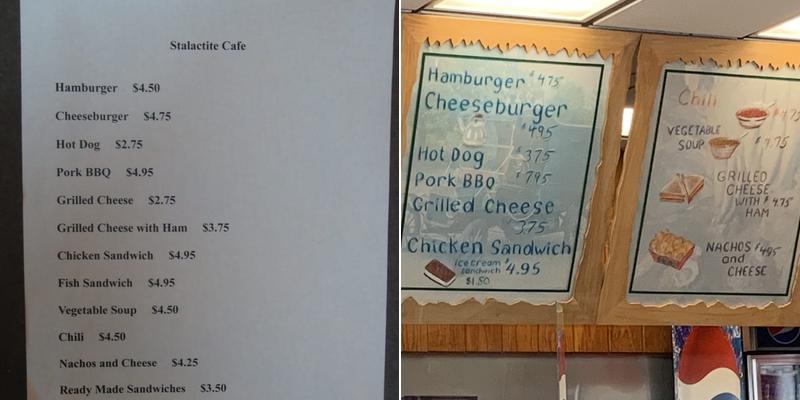 Stalactite Cafe
Hamburger $4.50
Cheeseburger $4.75
Hot Dog $2.75
Pork BBQ $4.95
Grilled Cheese $2.75
Grilled Cheese with Ham $3.75
Chicken Sandwich $4.95
Fish Sandwich $4.95
Vegetable Soup $4.50
Chili $4.50
Nachos and Cheese $4.25
Ready Made Sandwiches $3.50
Hamburger $4.75
Cheeseburger
$4.95
Hot Dog $3.75
Pork BBQ $7.95
Grilled Cheese
$3.75
Chicken Sandwich
ice cream
sandwich $4.95
$1.50
Chili
VEGETABLE
SOUP
GRILLED
CHEESE
WITH $4.75
HAM
NACHOS $4.95
and
CHEESE